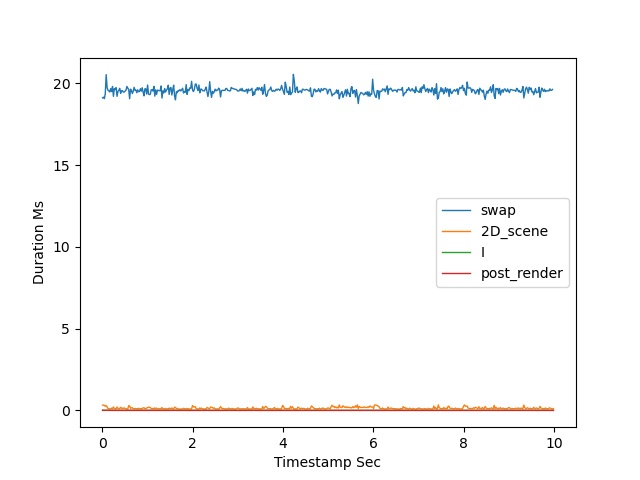 20
15
10
5
0
Duration Ms
swap
2D_scene
I
post_render
0 2 4 6 8 10
Timestamp Sec